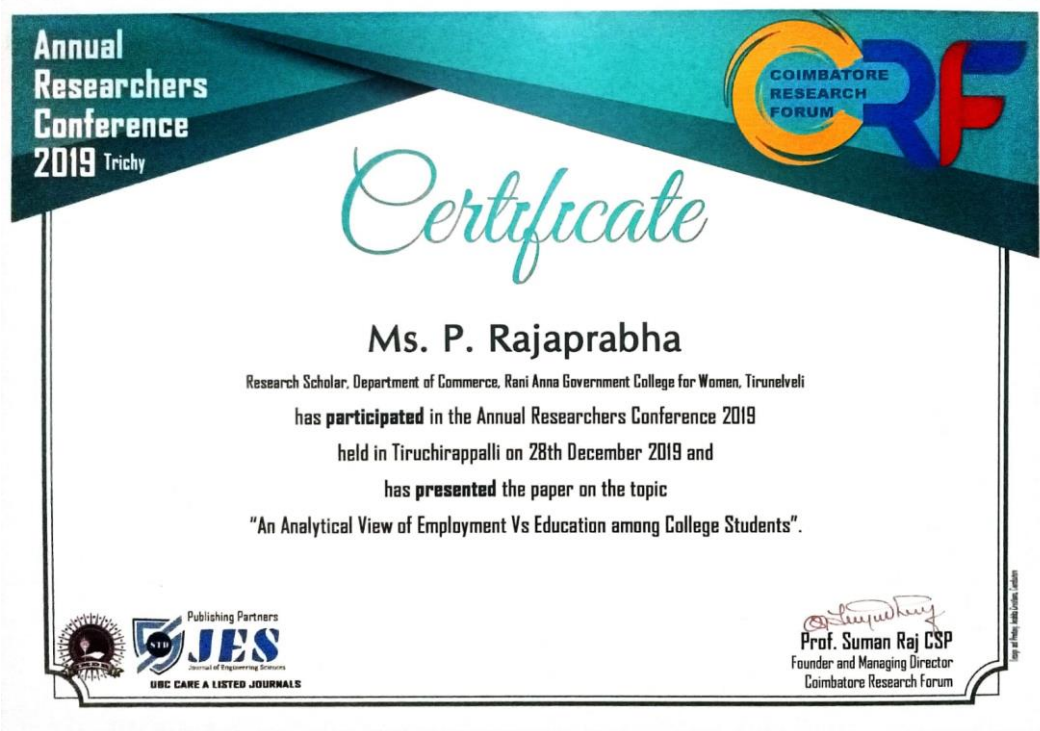 Annual
Researchers
Conference
2019 Trichy
COIMBATORE
RESEARCH
FORUM
CRF
Certificate
Ms. P. Rajaprabha
Research Scholar, Department of Commerce, Rani Anna Government College for Women, Tirunelveli
has participated in the Annual Researchers Conference 2019
held in Tiruchirappalli on 28th December 2019 and
has presented the paper on the topic
"An Analytical View of Employment Vs Education among College Students".
Publishing Partners
STD
JES
Journal of Engineering Sciences
UGC CARE A LISTED JOURNALS
Prof. Suman Raj CSP
Founder and Managing Director
Coimbatore Research Forum